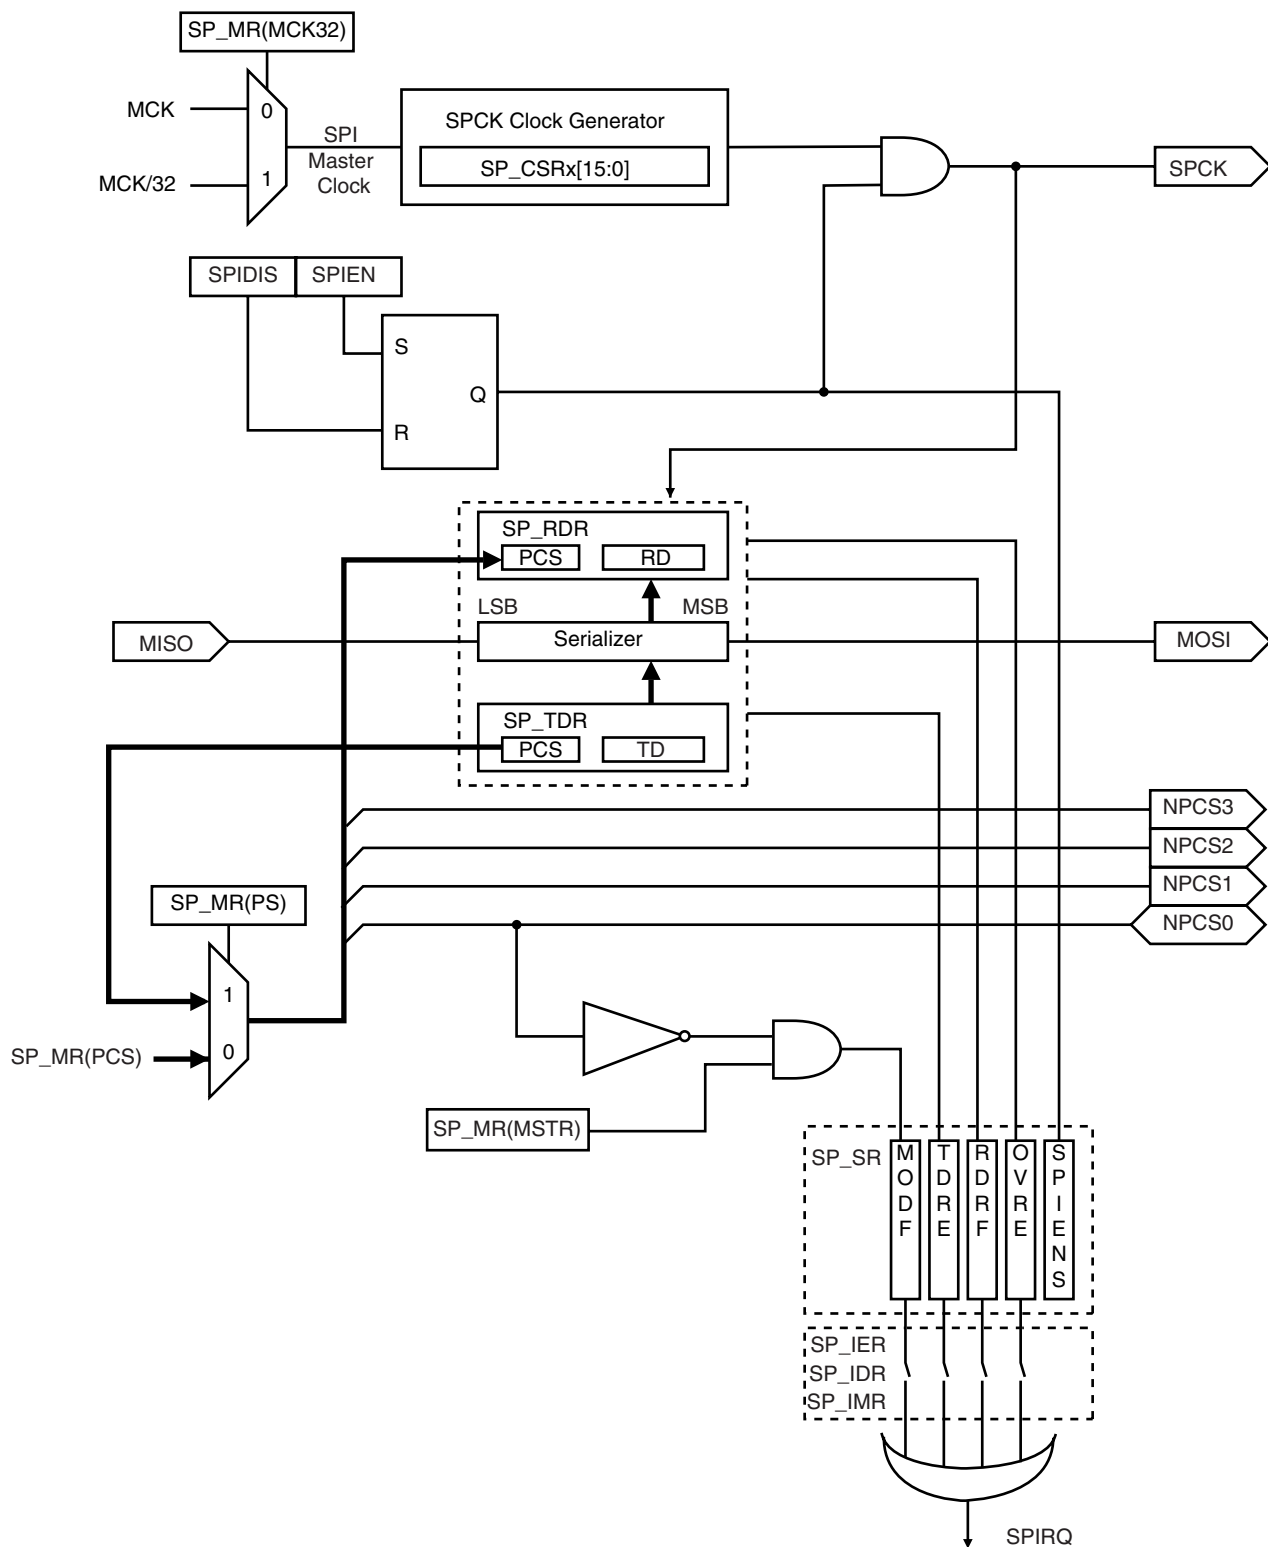 SP_MR(MCK32)
MCK
0
SPI
Master
Clock
MCK/32
1
SPCK Clock Generator
SP_CSRx[15:0]
SPCK
SPIDIS
SPIEN
S
Q
R
SP_RDR
PCS
RD
LSB
MSB
MISO
Serializer
MOSI
SP_TDR
PCS
TD
NPCS3
NPCS2
NPCS1
NPCS0
SP_MR(PS)
1
0
SP_MR(PCS)
SP_MR(MSTR)
SP_SR
MODF
TDRE
RDRF
OVRE
SPIENS
SP_IER
SP_IDR
SP_IMR
SPIRQ